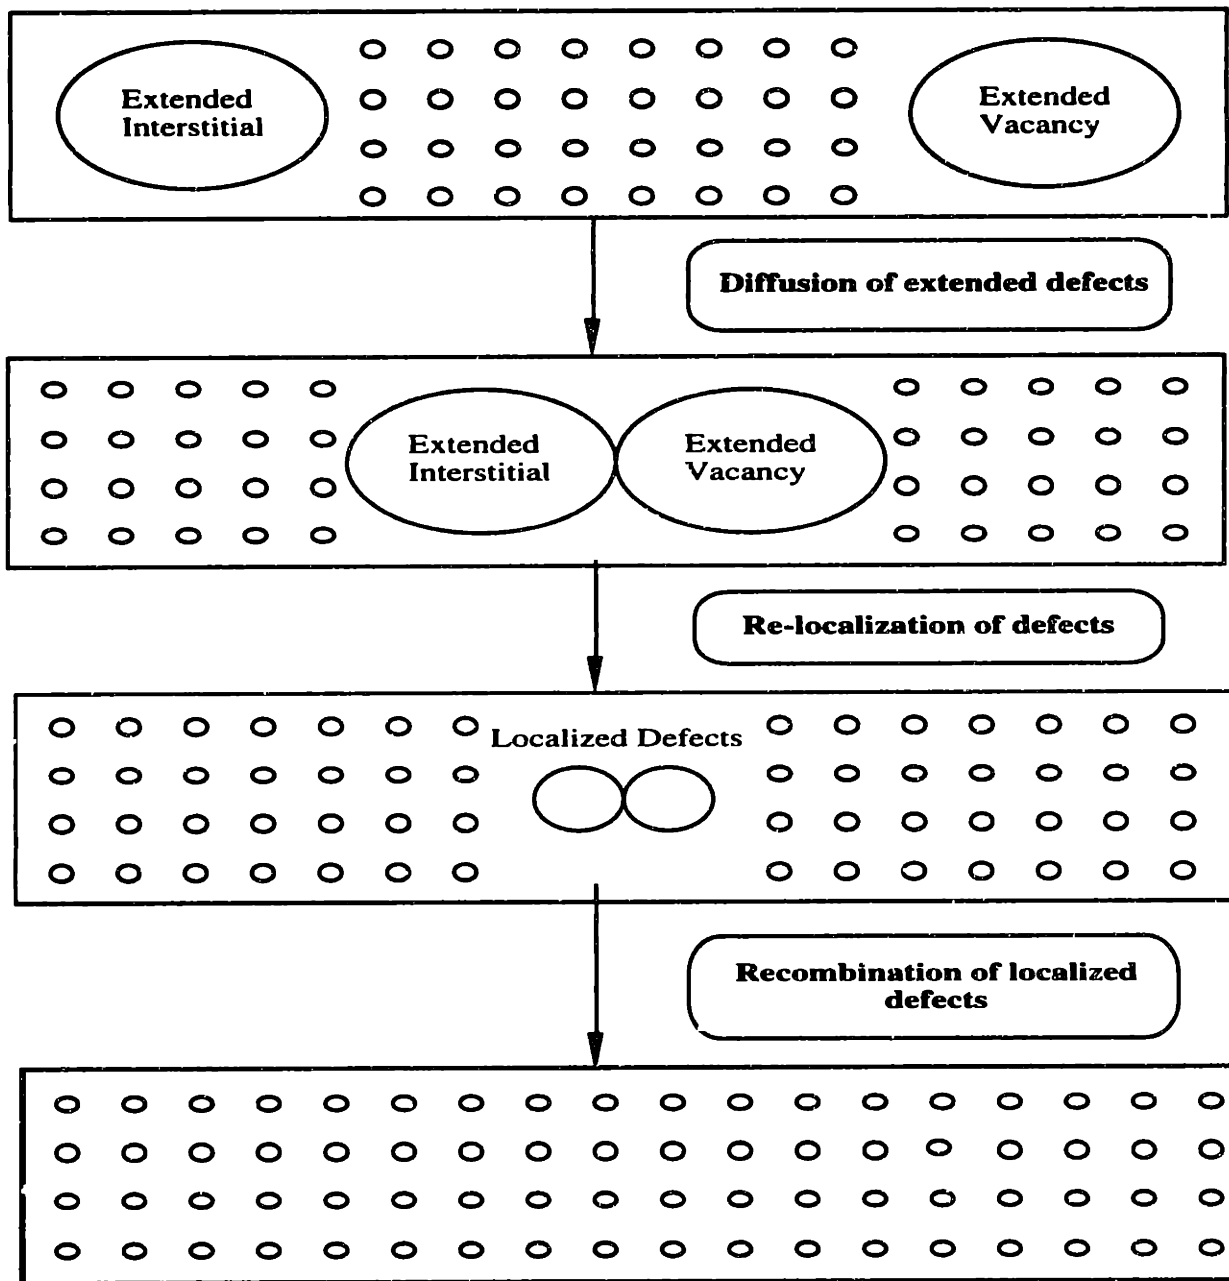 Extended
Interstitial
Extended
Vacancy
Diffusion of extended defects
Extended
Interstitial
Extended
Vacancy
Re-localization of defects
Localized Defects
Recombination of localized
defects